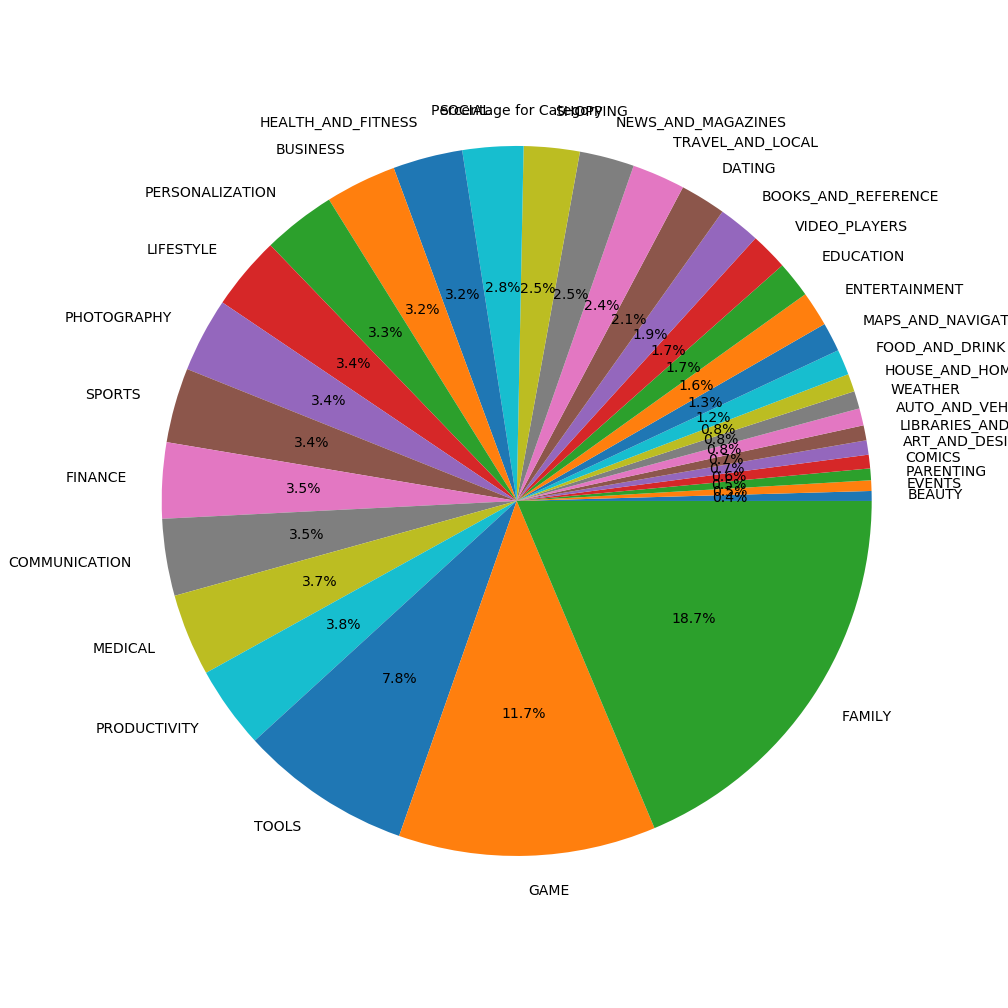 Percentage for Category
SOCIAL
SHOPPING
HEALTH_AND_FITNESS
NEWS_AND_MAGAZINES
BUSINESS
TRAVEL_AND_LOCAL
DATING
PERSONALIZATION
BOOKS_AND_REFERENCE
VIDEO_PLAYERS
LIFESTYLE
EDUCATION
ENTERTAINMENT
PHOTOGRAPHY
MAPS_AND_NAVIGAT
FOOD_AND_DRINK
HOUSE_AND_HOM
WEATHER
SPORTS
AUTO_AND_VEH
LIBRARIES_AND
ART_AND_DESI
COMICS
PARENTING
FINANCE
EVENTS
BEAUTY
COMMUNICATION
MEDICAL
FAMILY
PRODUCTIVITY
TOOLS
GAME
2.8%
2.5%
2.5%
3.2%
2.4%
3.2%
2.1%
3.3%
1.9%
1.7%
3.4%
1.7%
1.6%
3.4%
1.3%
1.2%
0.8%
0.8%
3.4%
0.8%
0.7%
0.7%
0.6%
0.5%
3.5%
0.4%
3.5%
3.7%
18.7%
3.8%
7.8%
11.7%